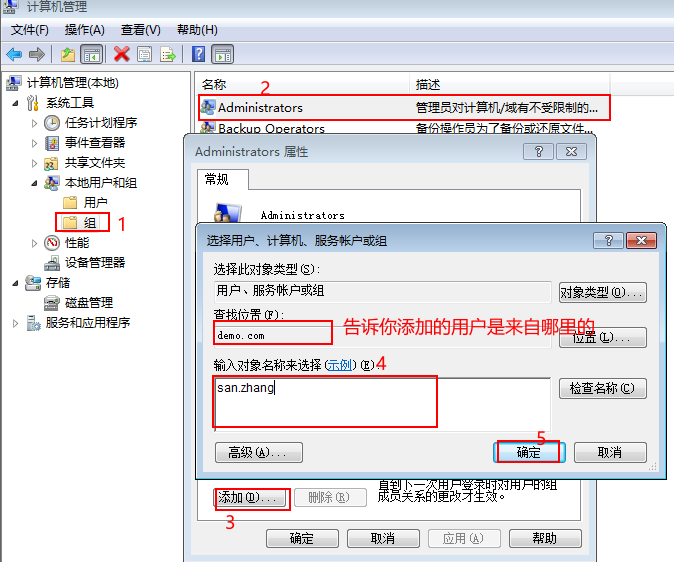 计算机管理
文件(F) 操作(A) 查看(V) 帮助(H)
计算机管理(本地)
系统工具
任务计划程序
事件查看器
共享文件夹
本地用户和组
用户
组
1
性能
设备管理器
存储
磁盘管理
服务和应用程序
名称 描述
2
Administrators 管理员对计算机/域有不受限制的...
Backup Operators 备份操作员为了备份或还原文件...
Administrators 属性
常规
Administrators
选择用户、计算机、服务帐户或组
选择此对象类型(S):
用户、服务帐户或组 对象类型(O)...
查找位置(F):
demo.com 位置(L)...
告诉你添加的用户是来自哪里的
输入对象名称来选择(示例)(E)
4
san.zhang 检查名称(C)
高级(A)... 确定 取消
5
直到下一次用户登录时对用户的组
成员关系的更改才生效。
添加(D)... 删除(R)
3
确定 取消 应用(A) 帮助